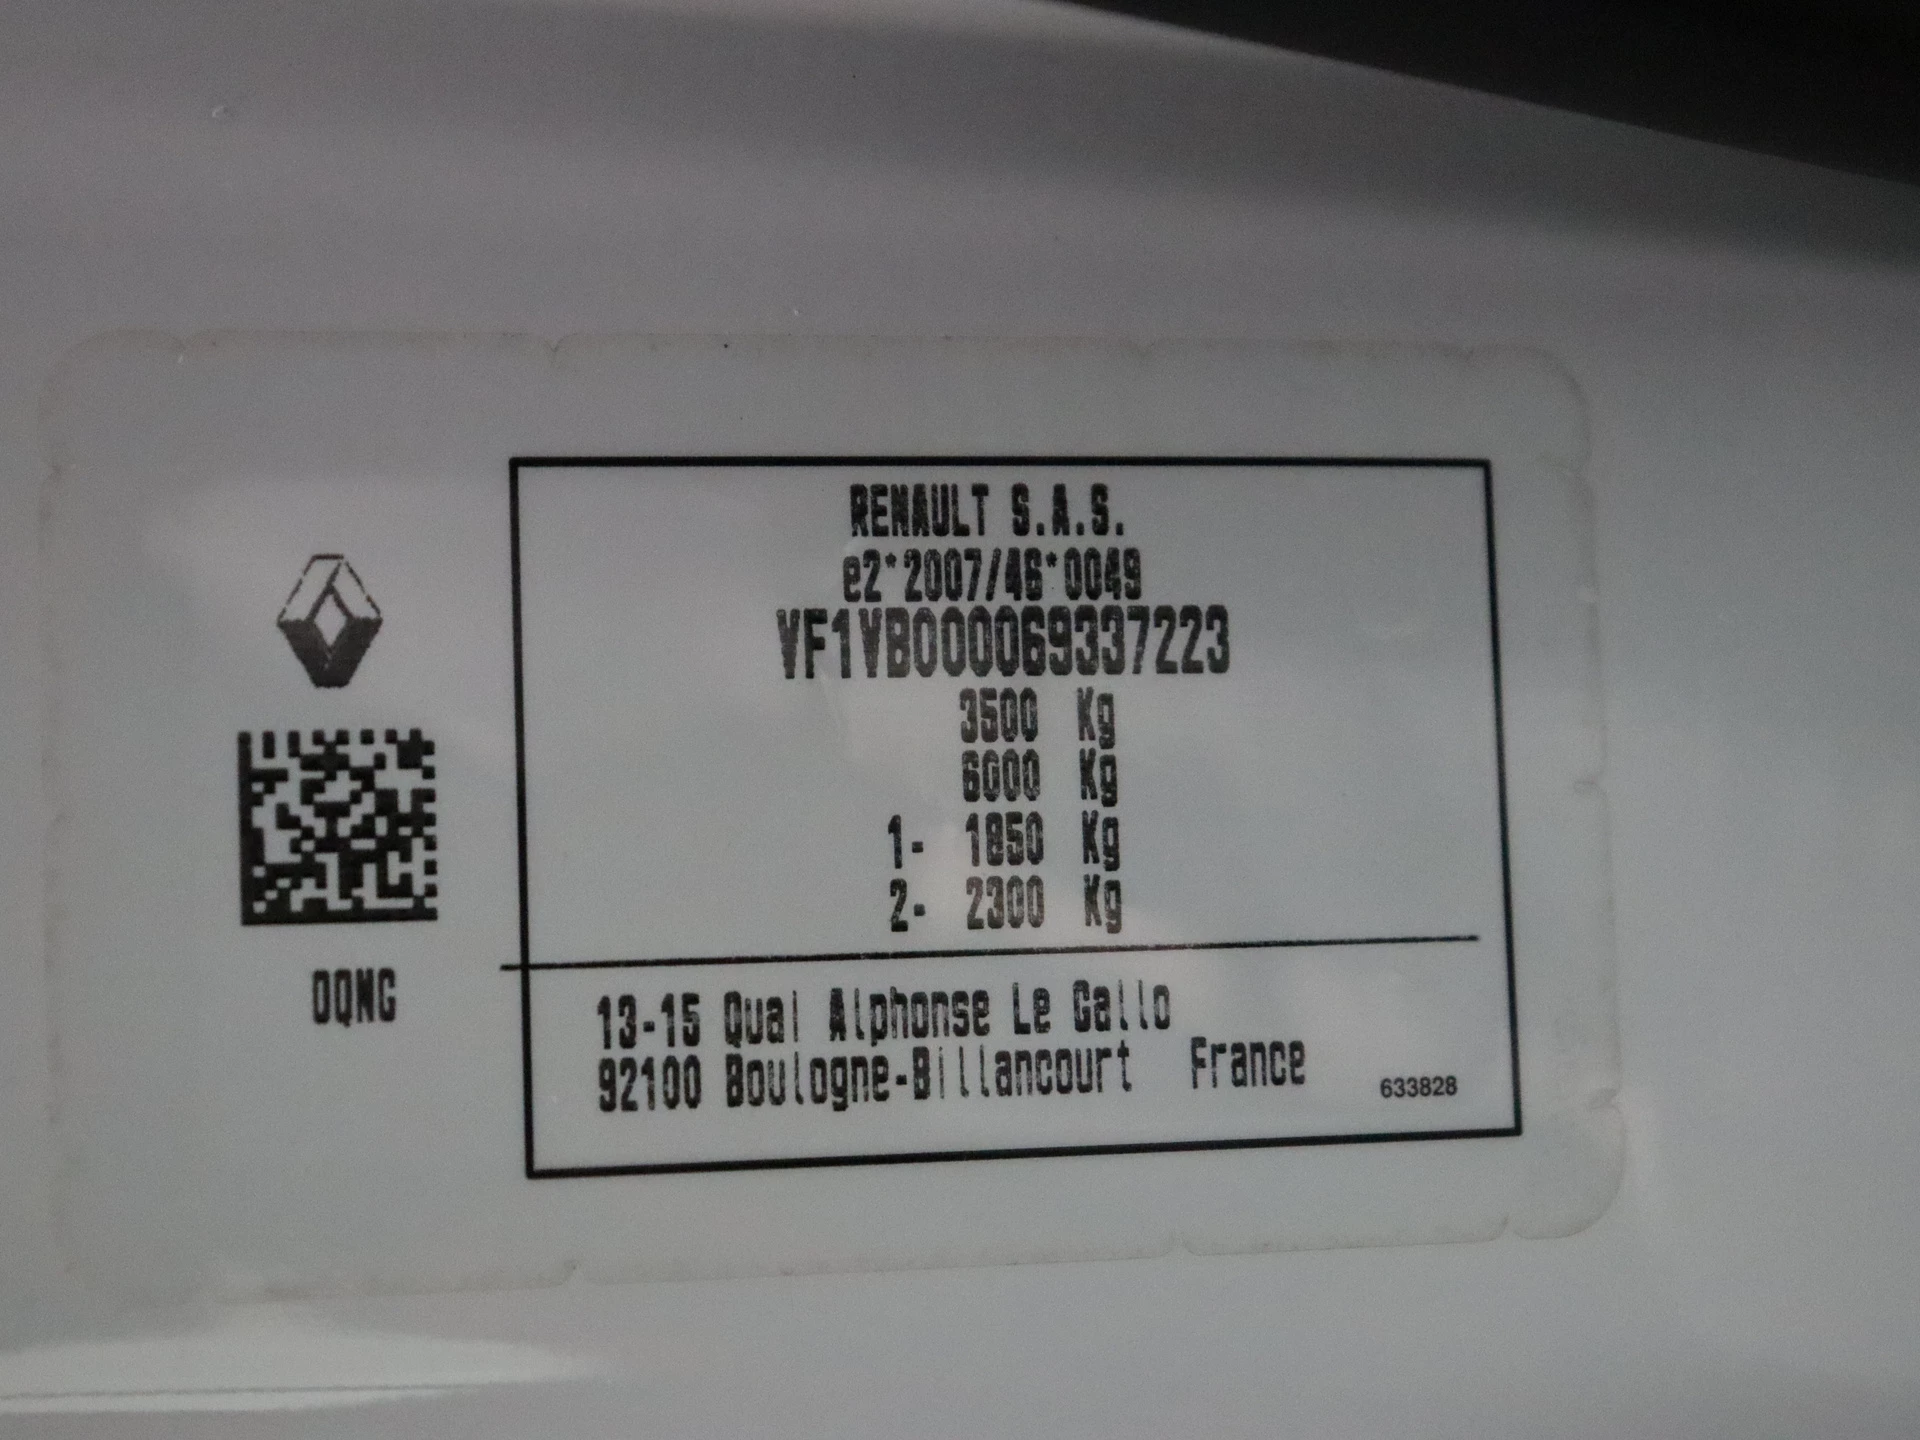 RENAULT S.A.S.
e2*2007/46*0049
VF1VB000069337223
3500 Kg
6000 Kg
1- 1850 Kg
2- 2300 Kg
OQNG
13-15 Quai Alphonse Le Gallo
92100 Boulogne-Billancourt France
633828